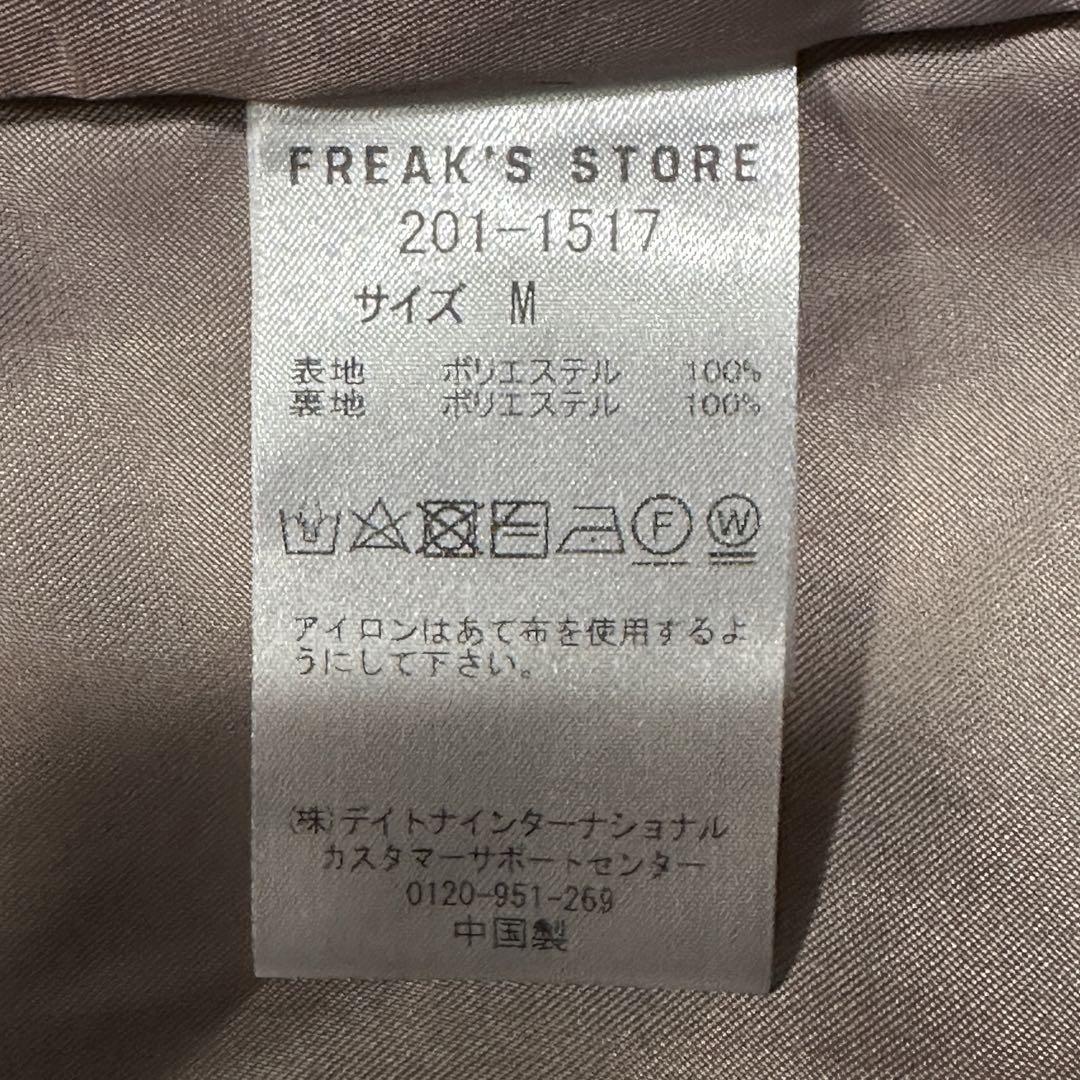 FREAK'S STORE
201-1517
サイズ M
表地 ポリエステル 100%
裏地 ポリエステル 100%
F W
アイロンはあて布を使用するよ
うにして下さい。
(株)デイトナインターナショナル
カスタマーサポートセンター
0120-951-269
中国製